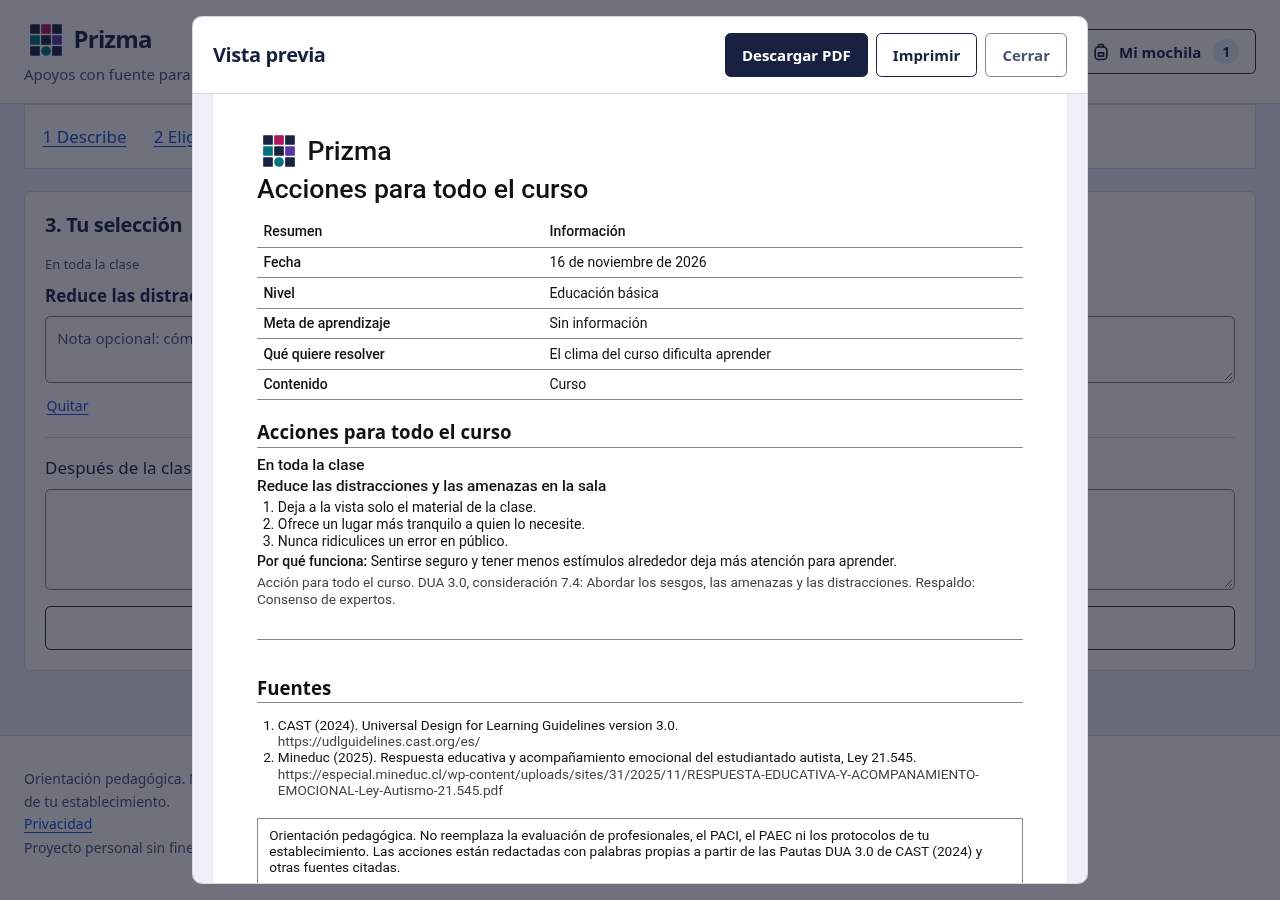 Prizma
Apoyos con fuente para
Mi mochila 1
1 Describe
3. Tu selección
En toda la clase
Nota opcional:
Quitar
Orientación pedagógica.
de tu establecimiento.
Privacidad
Proyecto personal sin
Vista previa
Descargar PDF
Imprimir
Cerrar
Prizma
Acciones para todo el curso
Resumen Información
Fecha 16 de noviembre de 2026
Nivel Educación básica
Meta de aprendizaje Sin información
Qué quiere resolver El clima del curso dificulta aprender
Contenido Curso
Acciones para todo el curso
En toda la clase
Reduce las distracciones y las amenazas en la sala
1. Deja a la vista solo el material de la clase.
2. Ofrece un lugar más tranquilo a quien lo necesite.
3. Nunca ridiculices un error en público.
Por qué funciona: Sentirse seguro y tener menos estímulos alrededor deja más atención para aprender.
Acción para todo el curso. DUA 3.0, consideración 7.4: Abordar los sesgos, las amenazas y las distracciones. Respaldo:
Consenso de expertos.
Fuentes
1. CAST (2024). Universal Design for Learning Guidelines version 3.0.
https://udlguidelines.cast.org/es/
2. Mineduc (2025). Respuesta educativa y acompañamiento emocional del estudiantado autista, Ley 21.545.
https://especial.mineduc.cl/wp-content/uploads/sites/31/2025/11/RESPUESTA-EDUCATIVA-Y-ACOMPANAMIENTO-
EMOCIONAL-Ley-Autismo-21.545.pdf
Orientación pedagógica. No reemplaza la evaluación de profesionales, el PACI, el PAEC ni los protocolos de tu
establecimiento. Las acciones están redactadas con palabras propias a partir de las Pautas DUA 3.0 de CAST (2024) y
otras fuentes citadas.